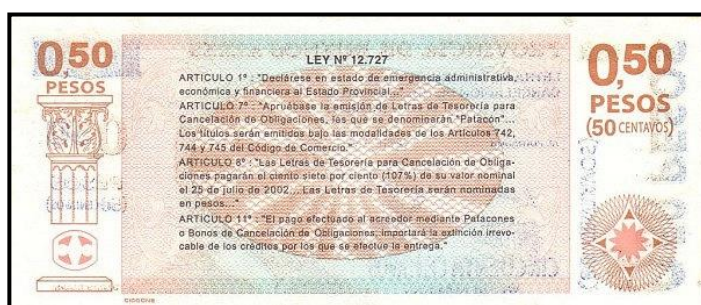 0,50
PESOS
LEY Nº 12.727
ARTICULO 1º : "Declárese en estado de emergencia administrativa,
económica y financiera al Estado Provincial..."
ARTICULO 7º : "Apruébase la emisión de Letras de Tesorería para
Cancelación de Obligaciones, las que se denominarán "Patacón"...
Los títulos serán emitidos bajo las modalidades de los Artículos 742,
744 y 745 del Código de Comercio."
ARTICULO 8º : "Las Letras de Tesorería para Cancelación de Obliga-
ciones pagarán el ciento siete por ciento (107%) de su valor nominal
el 25 de julio de 2002... Las Letras de Tesorería serán nominadas
en pesos..."
ARTICULO 11º : "El pago efectuado al acreedor mediante Patacones
o Bonos de Cancelación de Obligaciones, importará la extinción irrevo-
cable de los créditos por los que se efectúe la entrega."
0,50
PESOS
(50 CENTAVOS)